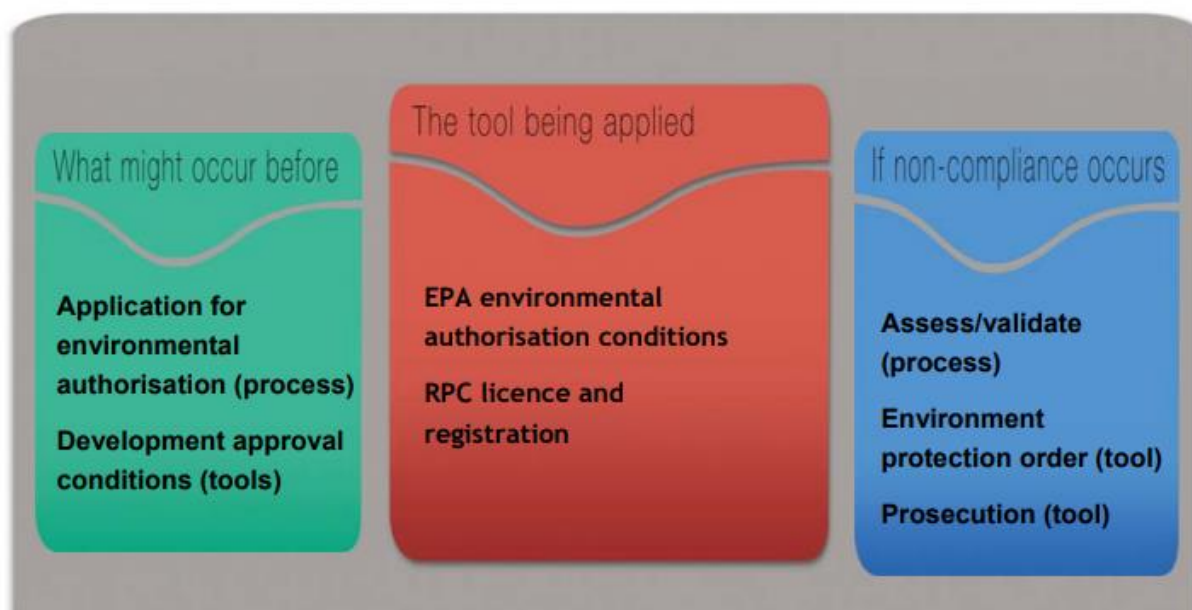 What might occur before
Application for
environmental
authorisation (process)
Development approval
conditions (tools)
The tool being applied
EPA environmental
authorisation conditions
RPC licence and
registration
If non-compliance occurs
Assess/validate
(process)
Environment
protection order (tool)
Prosecution (tool)